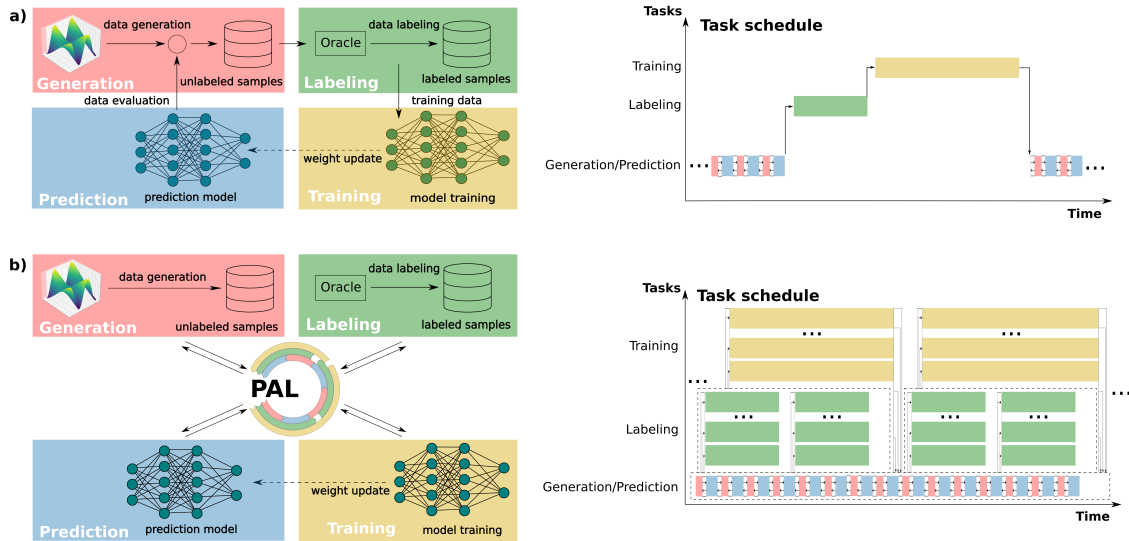 a)
data generation
unlabeled samples
Generation
data labeling
Oracle
labeled samples
Labeling
data evaluation
training data
weight update
prediction model
Prediction
model training
Training
Tasks
Task schedule
Training
Labeling
Generation/Prediction
...
...
Time
b)
data generation
unlabeled samples
Generation
data labeling
Oracle
labeled samples
Labeling
PAL
weight update
prediction model
Prediction
model training
Training
Tasks
Task schedule
...
...
Training
...
...
...
...
...
...
Labeling
Generation/Prediction
Time